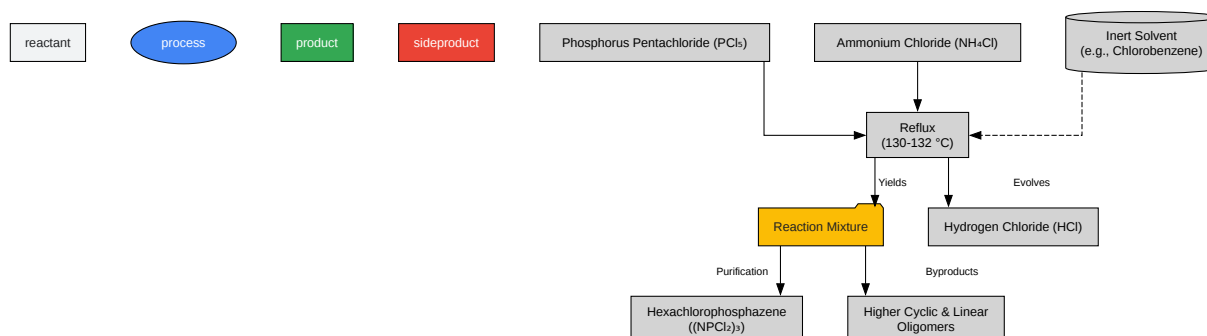 reactant
process
product
sideproduct
Phosphorus Pentachloride (PCl₅)
Ammonium Chloride (NH₄Cl)
Inert Solvent
(e.g., Chlorobenzene)
Reflux
(130-132 °C)
Yields
Evolves
Reaction Mixture
Hydrogen Chloride (HCl)
Purification
Byproducts
Hexachlorophosphazene
((NPCl₂)₃)
Higher Cyclic & Linear
Oligomers